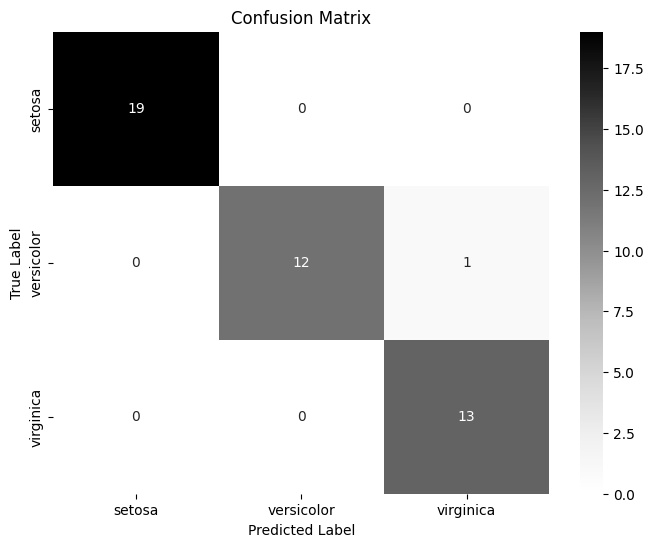 Confusion Matrix
True Label
setosa
19 0 0
versicolor
0 12 1
virginica
0 0 13
setosa versicolor virginica
Predicted Label
17.5
15.0
12.5
10.0
7.5
5.0
2.5
0.0